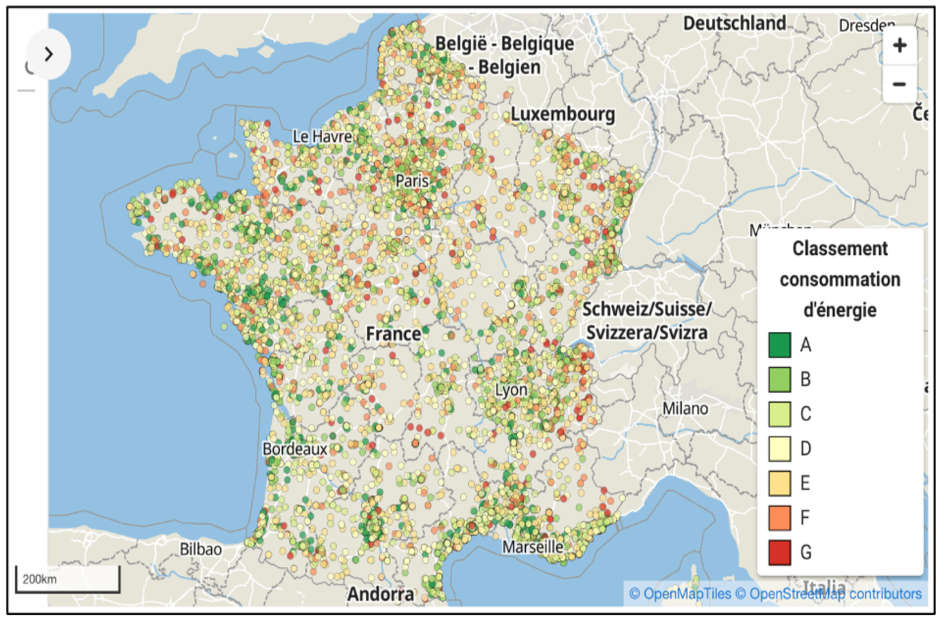 Deutschland
Dresden
België - Belgique
- Belgien
+
−
Luxembourg
Le Havre
Paris
Classement
consommation
d'énergie
Schweiz/Suisse/
Svizzera/Svizra
France
A
B
Lyon
Milano
C
D
Bordeaux
E
F
Bilbao
Marseille
G
200km
Andorra
Italia
© OpenMapTiles © OpenStreetMap contributors